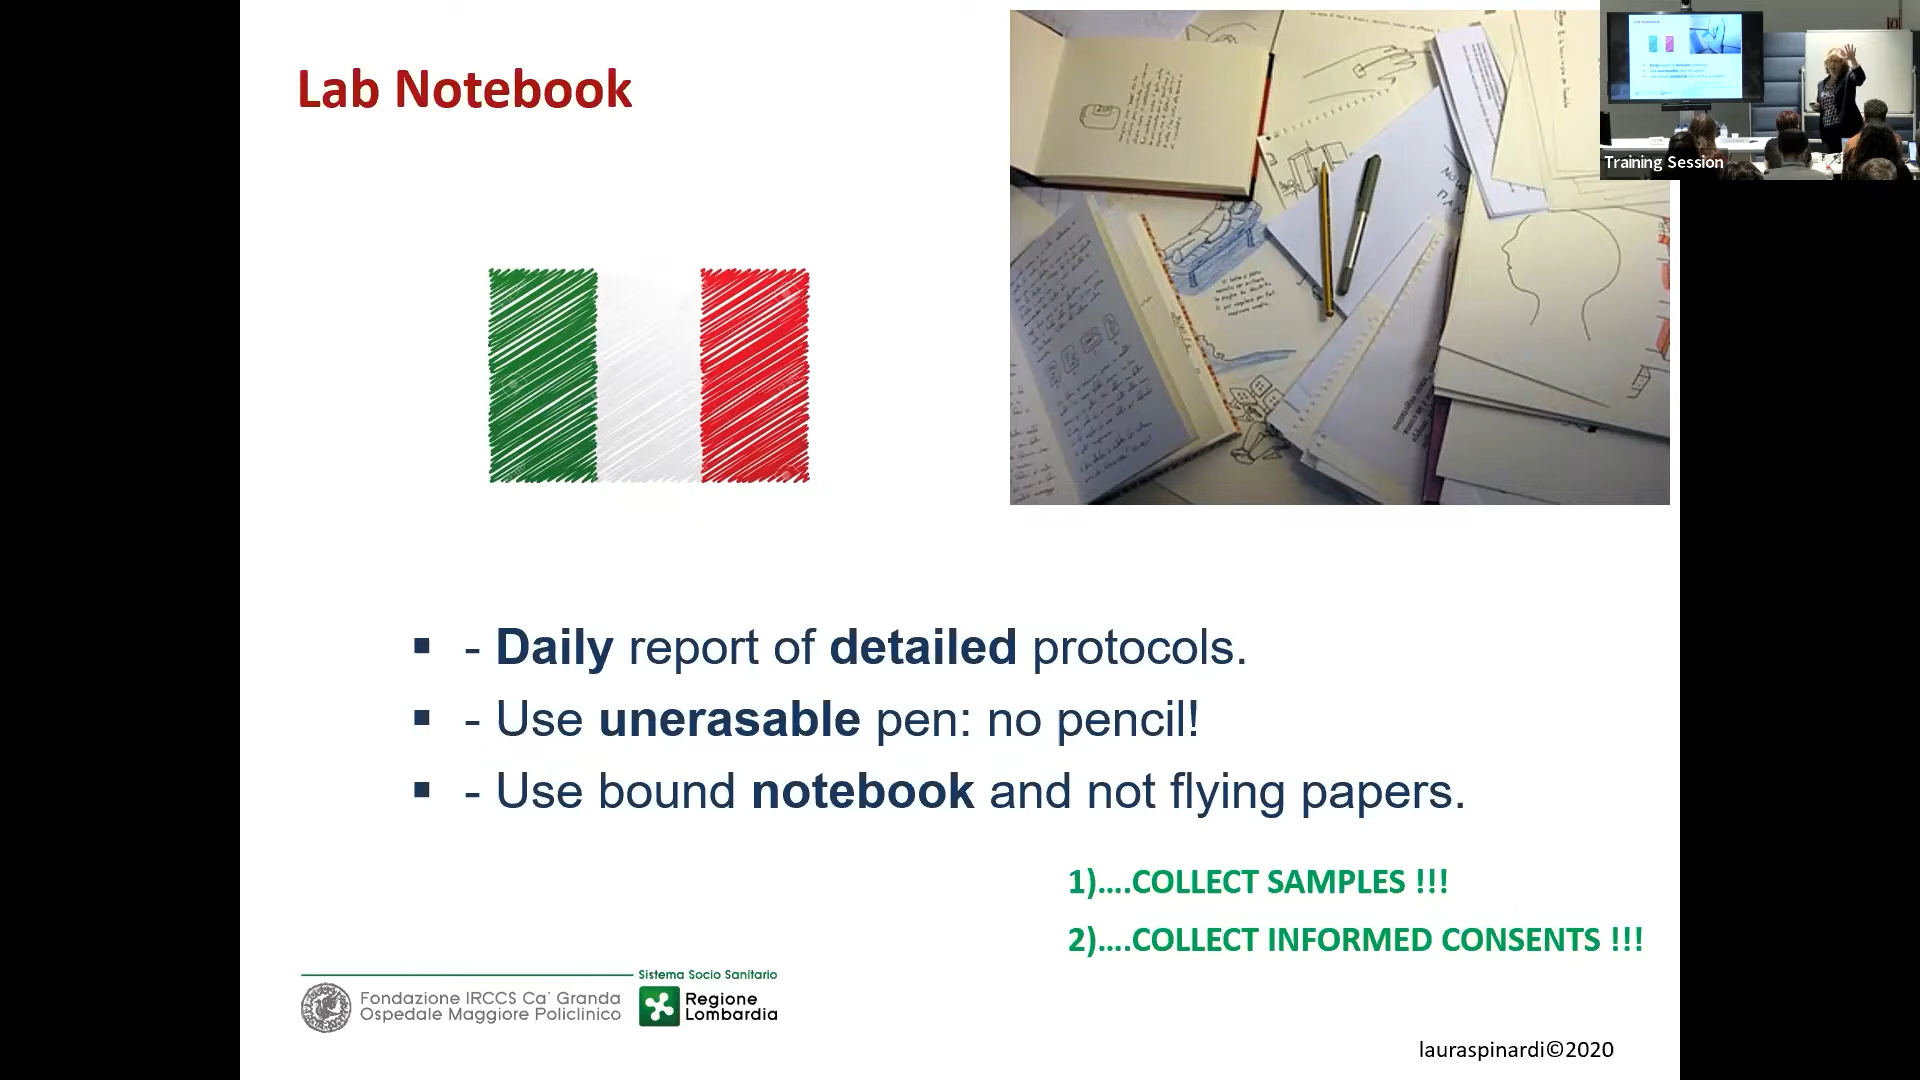 Lab Notebook
Training Session
▪ - Daily report of detailed protocols.
▪ - Use unerasable pen: no pencil!
▪ - Use bound notebook and not flying papers.
1)....COLLECT SAMPLES !!!
2)....COLLECT INFORMED CONSENTS !!!
Sistema Socio Sanitario
Fondazione IRCCS Ca' Granda
Ospedale Maggiore Policlinico
Regione
Lombardia
lauraspinardi©2020